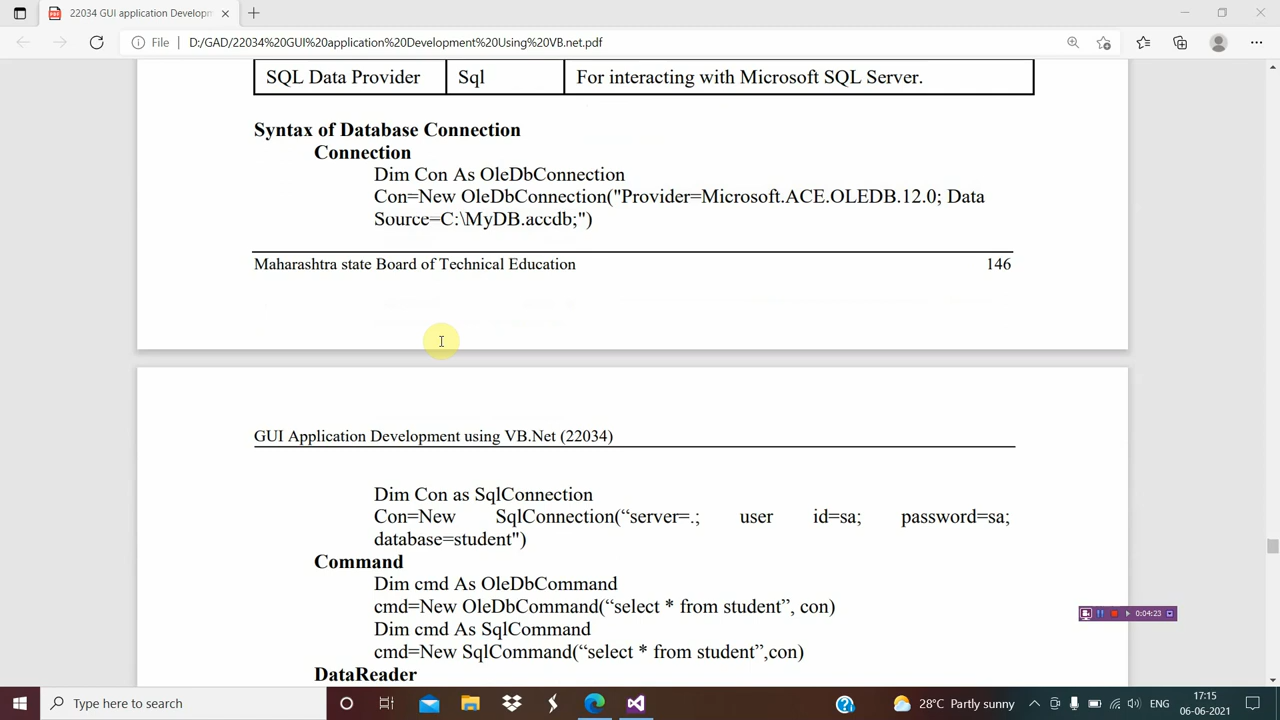 22034 GUI application Developm
File D:/GAD/22034%20GUI%20application%20Development%20Using%20VB.net.pdf
SQL Data Provider Sql For interacting with Microsoft SQL Server.
Syntax of Database Connection
Connection
Dim Con As OleDbConnection
Con=New OleDbConnection("Provider=Microsoft.ACE.OLEDB.12.0; Data
Source=C:\MyDB.accdb;")
Maharashtra state Board of Technical Education 146
GUI Application Development using VB.Net (22034)
Dim Con as SqlConnection
Con=New SqlConnection(“server=.; user id=sa; password=sa;
database=student")
Command
Dim cmd As OleDbCommand
cmd=New OleDbCommand(“select * from student”, con)
Dim cmd As SqlCommand
cmd=New SqlCommand(“select * from student”,con)
DataReader
0:04:23
Type here to search
28°C Partly sunny
ENG
17:15
06-06-2021